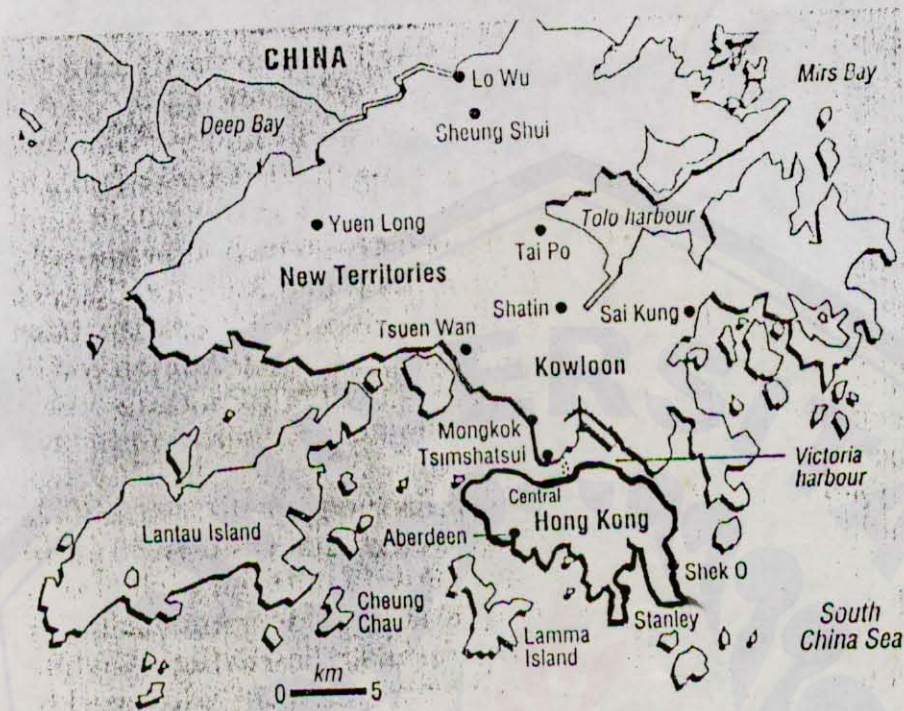 CHINA
Lo Wu
Mirs Bay
Deep Bay
Sheung Shui
Yuen Long
Tolo harbour
Tai Po
New Territories
Shatin
Sai Kung
Tsuen Wan
Kowloon
Mongkok
Tsimshatsui
Victoria
harbour
Central
Lantau Island
Aberdeen
Hong Kong
Shek O
Cheung
Chau
Stanley
Lamma
Island
South
China Sea
km
0 5